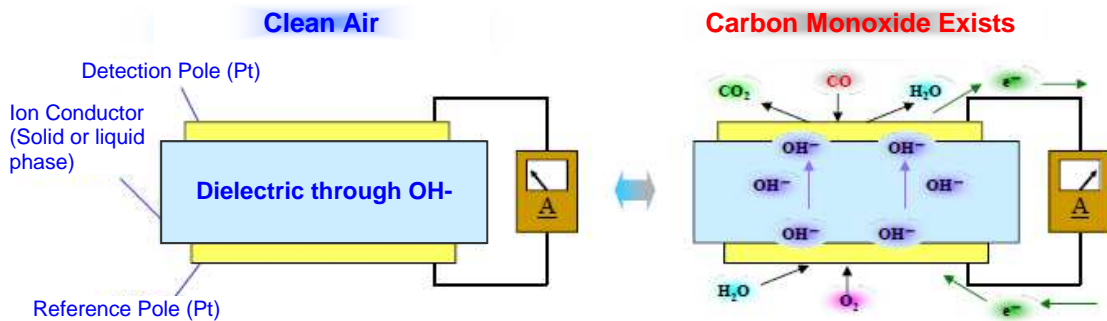 Clean Air
Carbon Monoxide Exists
Detection Pole (Pt)
Ion Conductor
(Solid or liquid
phase)
Dielectric through OH-
A
Reference Pole (Pt)
CO₂
CO
H₂O
e⁻
OH⁻
OH⁻
OH⁻
OH⁻
OH⁻
OH⁻
A
H₂O
O₂
e⁻